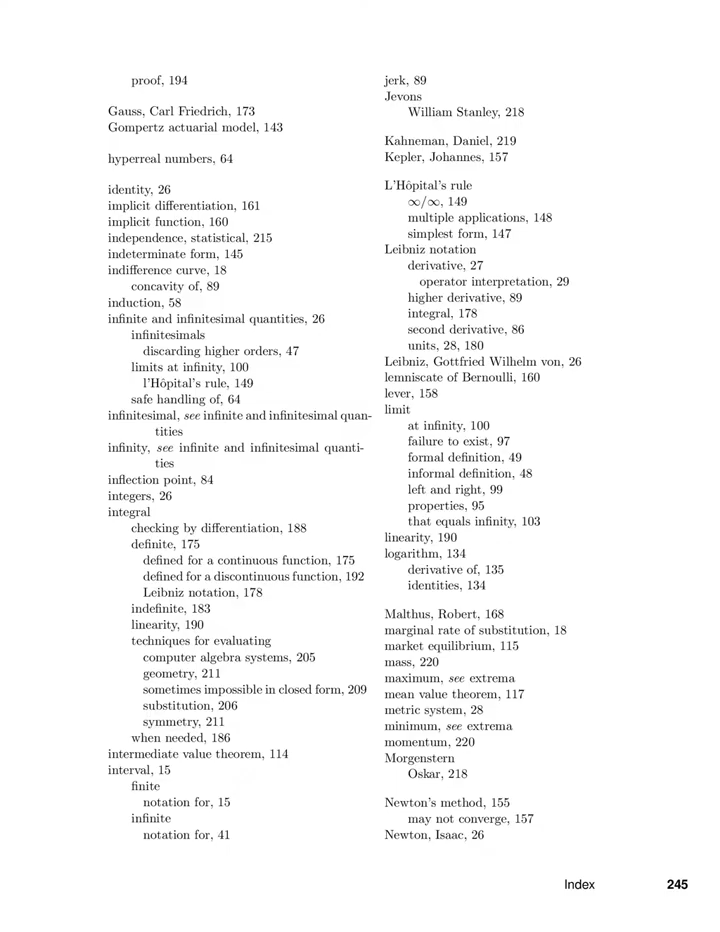 proof, 194
Gauss, Carl Friedrich, 173
Gompertz actuarial model, 143
hyperreal numbers, 64
identity, 26
implicit differentiation, 161
implicit function, 160
independence, statistical, 215
indeterminate form, 145
indifference curve, 18
concavity of, 89
induction, 58
infinite and infinitesimal quantities, 26
infinitesimals
discarding higher orders, 47
limits at infinity, 100
l'Hôpital's rule, 149
safe handling of, 64
infinitesimal, see infinite and infinitesimal quan-
tities
infinity, see infinite and infinitesimal quanti-
ties
inflection point, 84
integers, 26
integral
checking by differentiation, 188
definite, 175
defined for a continuous function, 175
defined for a discontinuous function, 192
Leibniz notation, 178
indefinite, 183
linearity, 190
techniques for evaluating
computer algebra systems, 205
geometry, 211
sometimes impossible in closed form, 209
substitution, 206
symmetry, 211
when needed, 186
intermediate value theorem, 114
interval, 15
finite
notation for, 15
infinite
notation for, 41
jerk, 89
Jevons
William Stanley, 218
Kahneman, Daniel, 219
Kepler, Johannes, 157
L'Hôpital's rule
∞/∞, 149
multiple applications, 148
simplest form, 147
Leibniz notation
derivative, 27
operator interpretation, 29
higher derivative, 89
integral, 178
second derivative, 86
units, 28, 180
Leibniz, Gottfried Wilhelm von, 26
lemniscate of Bernoulli, 160
lever, 158
limit
at infinity, 100
failure to exist, 97
formal definition, 49
informal definition, 48
left and right, 99
properties, 95
that equals infinity, 103
linearity, 190
logarithm, 134
derivative of, 135
identities, 134
Malthus, Robert, 168
marginal rate of substitution, 18
market equilibrium, 115
mass, 220
maximum, see extrema
mean value theorem, 117
metric system, 28
minimum, see extrema
momentum, 220
Morgenstern
Oskar, 218
Newton's method, 155
may not converge, 157
Newton, Isaac, 26
Index 245